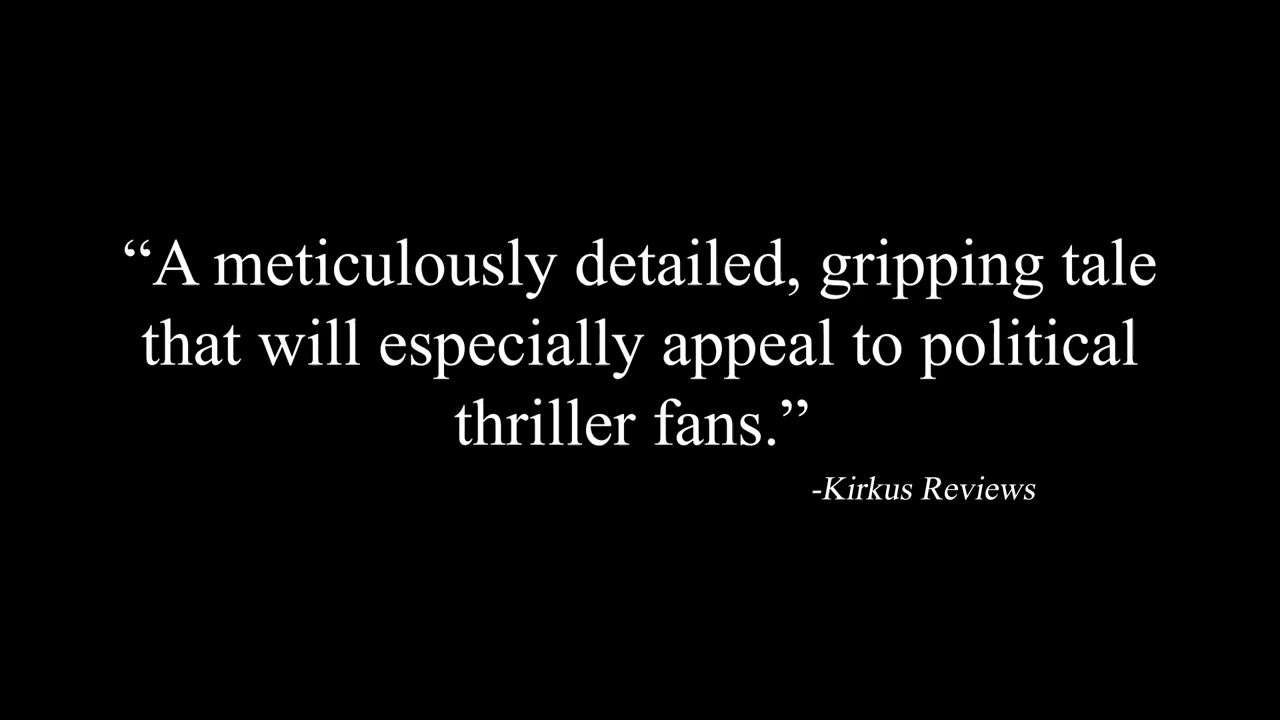 “A meticulously detailed, gripping tale
that will especially appeal to political
thriller fans.”
-Kirkus Reviews